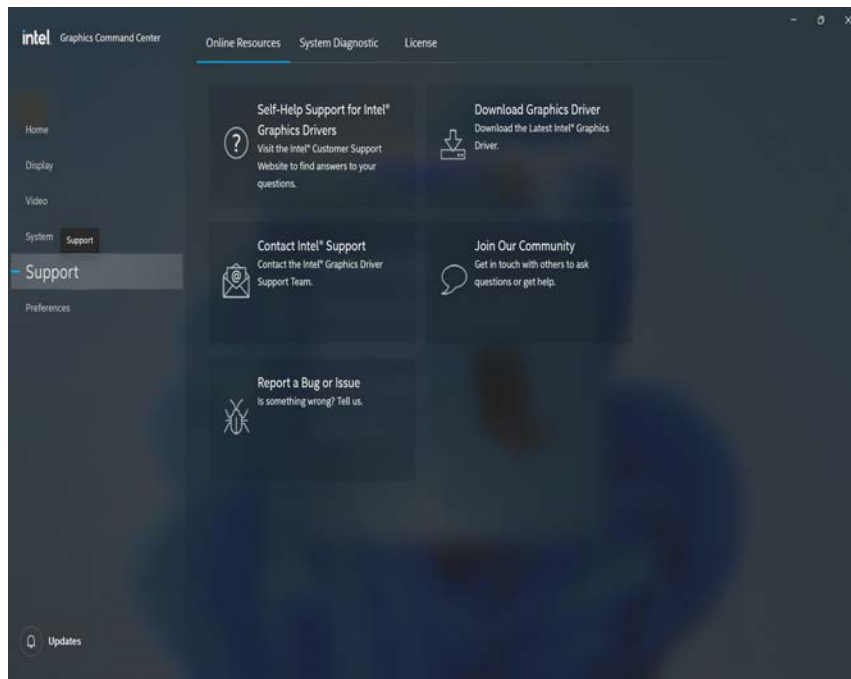 intel Graphics Command Center
Online Resources System Diagnostic License
Home
Display
Video
System
Support
Support
Preferences
Self-Help Support for Intel®
Graphics Drivers
Visit the Intel® Customer Support
Website to find answers to your
questions.
Download Graphics Driver
Download the Latest Intel® Graphics
Driver.
Contact Intel® Support
Contact the Intel® Graphics Driver
Support Team.
Join Our Community
Get in touch with others to ask
questions or get help.
Report a Bug or Issue
Is something wrong? Tell us.
Updates